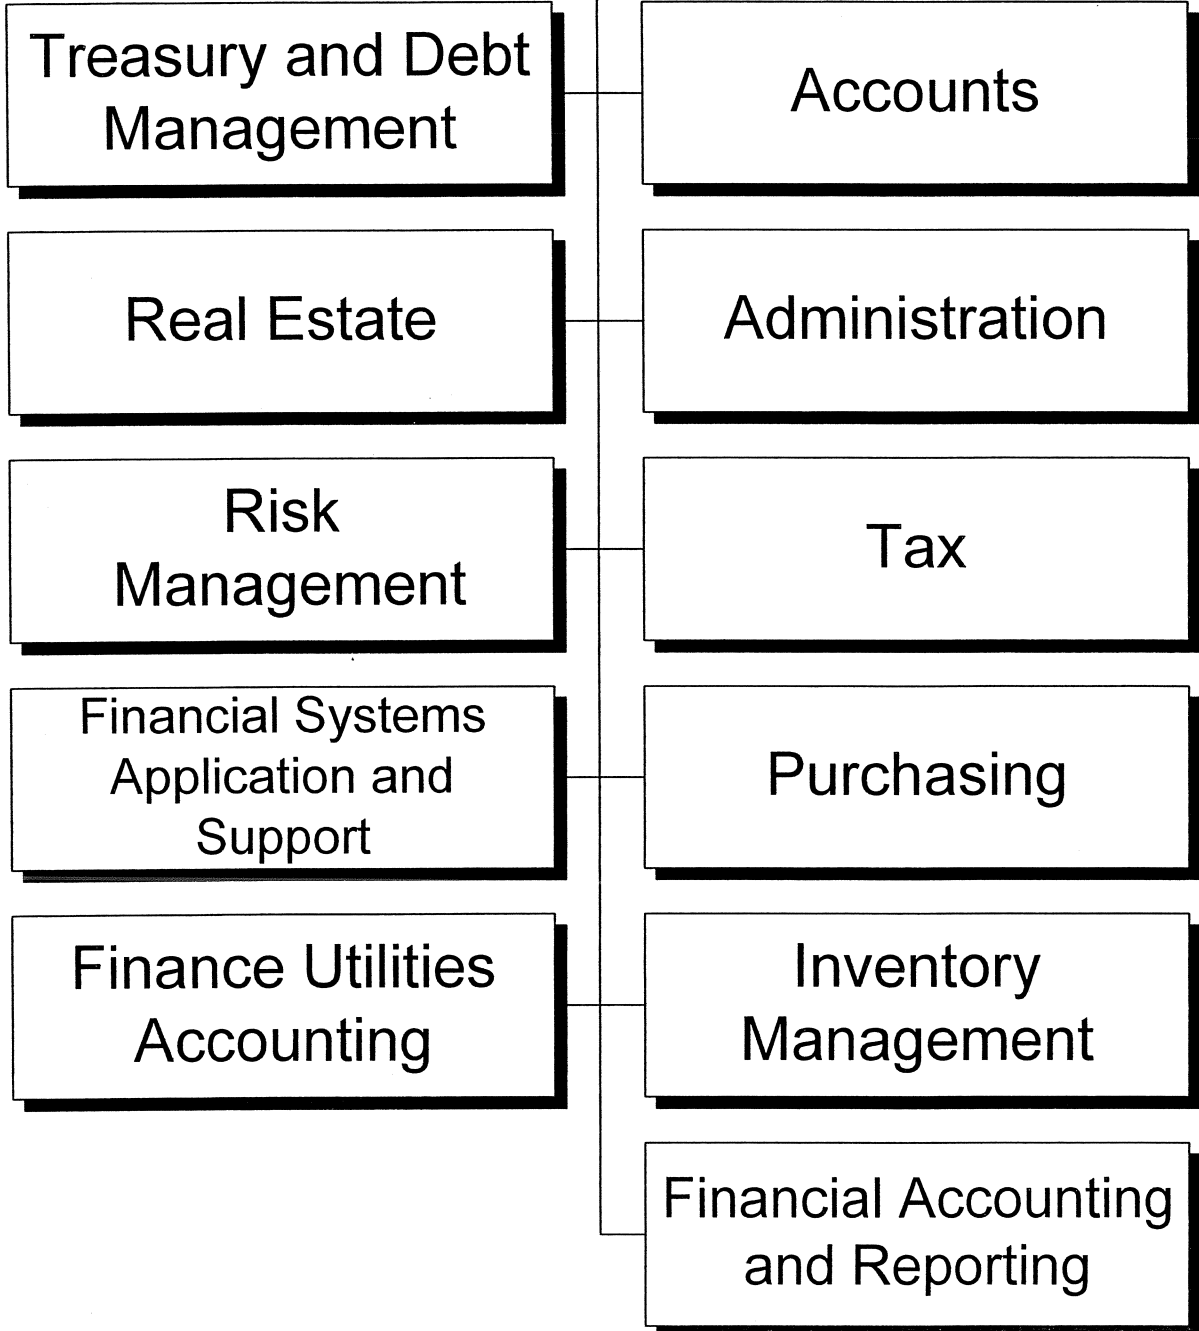 Treasury and Debt
Management
Accounts
Real Estate
Administration
Risk
Management
Tax
Financial Systems
Application and
Support
Purchasing
Finance Utilities
Accounting
Inventory
Management
Financial Accounting
and Reporting